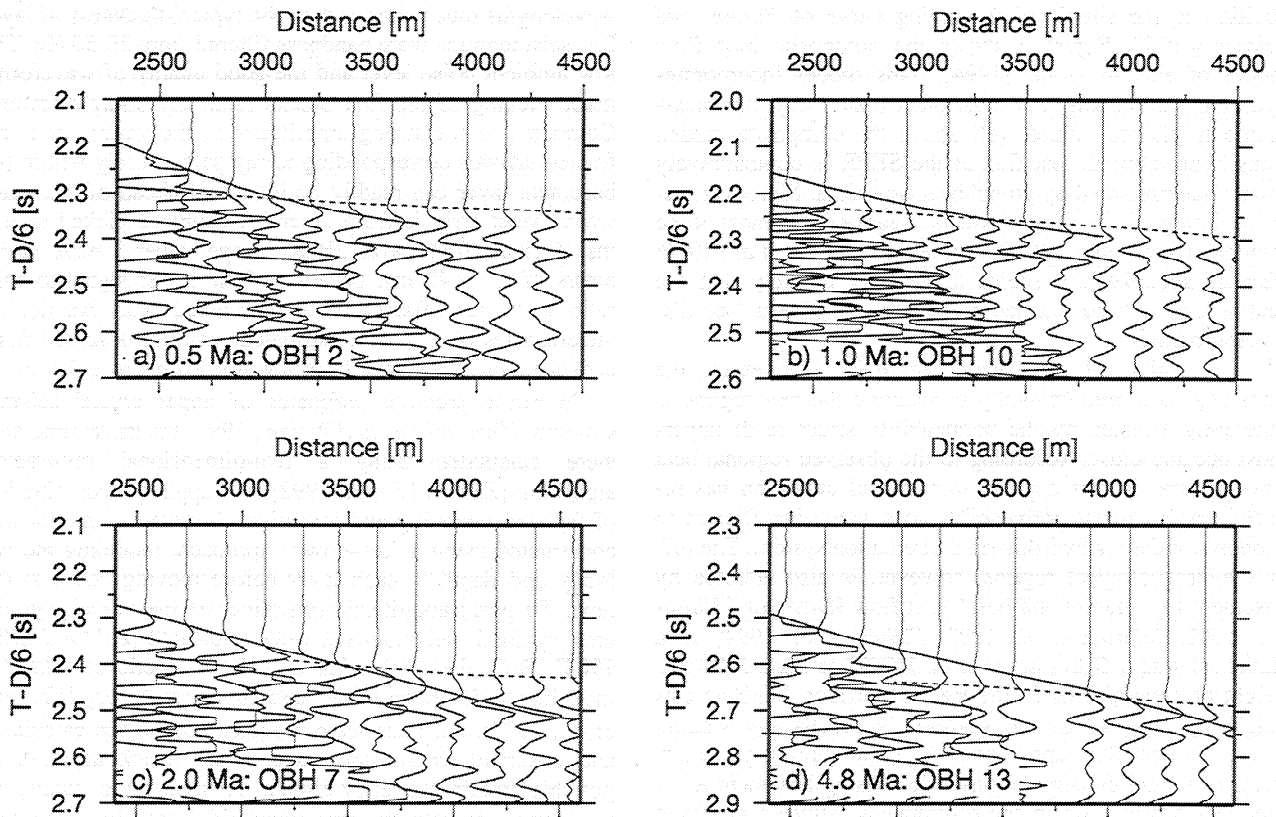 Distance [m]
2500 3000 3500 4000 4500
T-D/6 [s]
2.1
2.2
2.3
2.4
2.5
2.6
2.7
a) 0.5 Ma: OBH 2
Distance [m]
2500 3000 3500 4000 4500
T-D/6 [s]
2.0
2.1
2.2
2.3
2.4
2.5
2.6
b) 1.0 Ma: OBH 10
Distance [m]
2500 3000 3500 4000 4500
T-D/6 [s]
2.1
2.2
2.3
2.4
2.5
2.6
2.7
c) 2.0 Ma: OBH 7
Distance [m]
2500 3000 3500 4000 4500
T-D/6 [s]
2.3
2.4
2.5
2.6
2.7
2.8
2.9
d) 4.8 Ma: OBH 13